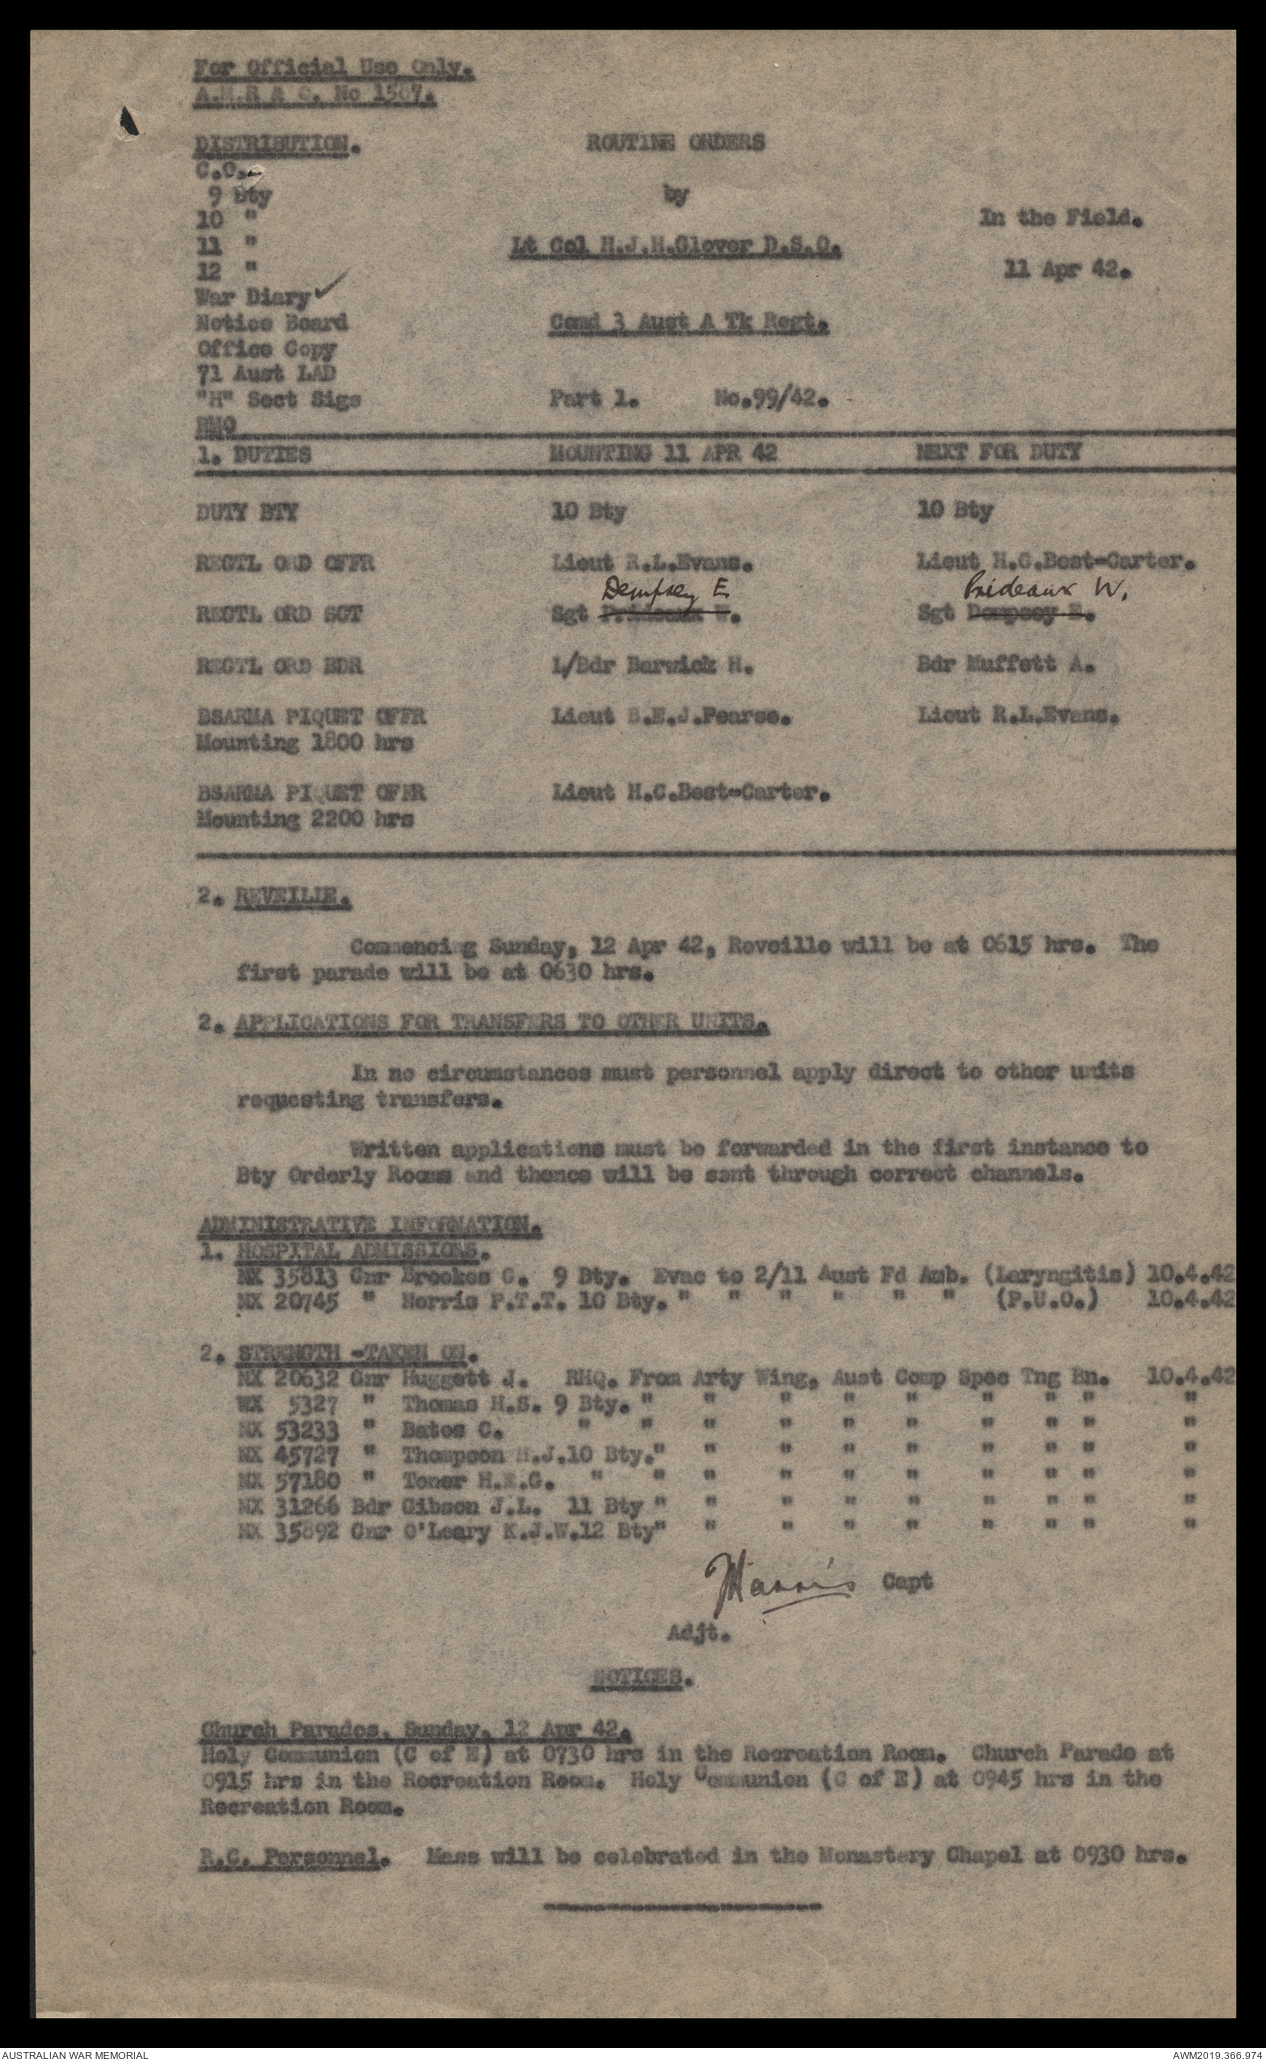 For Official Use Only.
A.M.R & O. No 1567.
DISTRIBUTION. ROUTINE ORDERS
C.O.
9 Bty by
10 " In the Field.
11 " Lt Col H.J.H.Glover D.S.O.
12 " 11 Apr 42.
War Diary ✓
Notice Board Comd 3 Aust A Tk Regt.
Office Copy
71 Aust LAD
"H" Sect Sigs Part 1. No.99/42.
RMO
1. DUTIES MOUNTING 11 APR 42 NEXT FOR DUTY
DUTY BTY 10 Bty 10 Bty
REGTL ORD OFFR Lieut R.L.Evans. Lieut H.C.Best-Carter.
Dempsey E Prideaux W.
REGTL ORD SGT Sgt Prideaux W. Sgt Dempsey E.
REGTL ORD BDR L/Bdr Barwick H. Bdr Muffett A.
BSARMA PIQUET OFFR Lieut B.E.J.Pearse. Lieut R.L.Evans.
Mounting 1800 hrs
BSARMA PIQUET OFFR Lieut H.C.Best-Carter.
Mounting 2200 hrs
2. REVEILLE.
Commencing Sunday, 12 Apr 42, Reveille will be at 0615 hrs. The
first parade will be at 0630 hrs.
2. APPLICATIONS FOR TRANSFERS TO OTHER UNITS.
In no circumstances must personnel apply direct to other units
requesting transfers.
Written applications must be forwarded in the first instance to
Bty Orderly Rooms and thence will be sent through correct channels.
ADMINISTRATIVE INFORMATION.
1. HOSPITAL ADMISSIONS.
NX 35813 Gnr Brookes G. 9 Bty. Evac to 2/11 Aust Fd Amb. (Laryngitis) 10.4.42
NX 20745 " Norris P.T.T. 10 Bty. " " " " " " (P.U.O.) 10.4.42
2. STRENGTH -TAKEN ON.
NX 20632 Gnr Huggett J. RHQ. From Arty Wing, Aust Comp Spec Tng Bn. 10.4.42
WX 5327 " Thomas H.S. 9 Bty. " " " " " " " " "
NX 53233 " Bates C. " " " " " " " " " "
NX 45727 " Thompson H.J.10 Bty." " " " " " " " "
NX 57180 " Toner H.E.G. " " " " " " " " " "
NX 31266 Bdr Gibson J.L. 11 Bty " " " " " " " " "
NX 35892 Gnr O'Leary K.J.W.12 Bty" " " " " " " " "
Harris Capt
Adjt.
NOTICES.
Church Parades, Sunday, 12 Apr 42.
Holy Communion (C of E) at 0730 hrs in the Recreation Room. Church Parade at
0915 hrs in the Recreation Room. Holy Communion (C of E) at 0945 hrs in the
Recreation Room.
R.C. Personnel. Mass will be celebrated in the Monastery Chapel at 0930 hrs.
AUSTRALIAN WAR MEMORIAL AWM2019.366.974